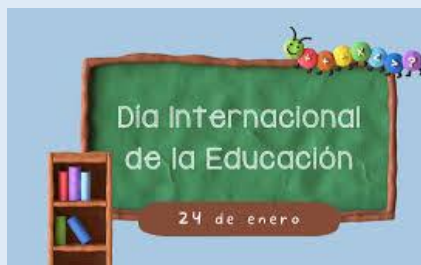 Día Internacional
de la Educación
24 de enero